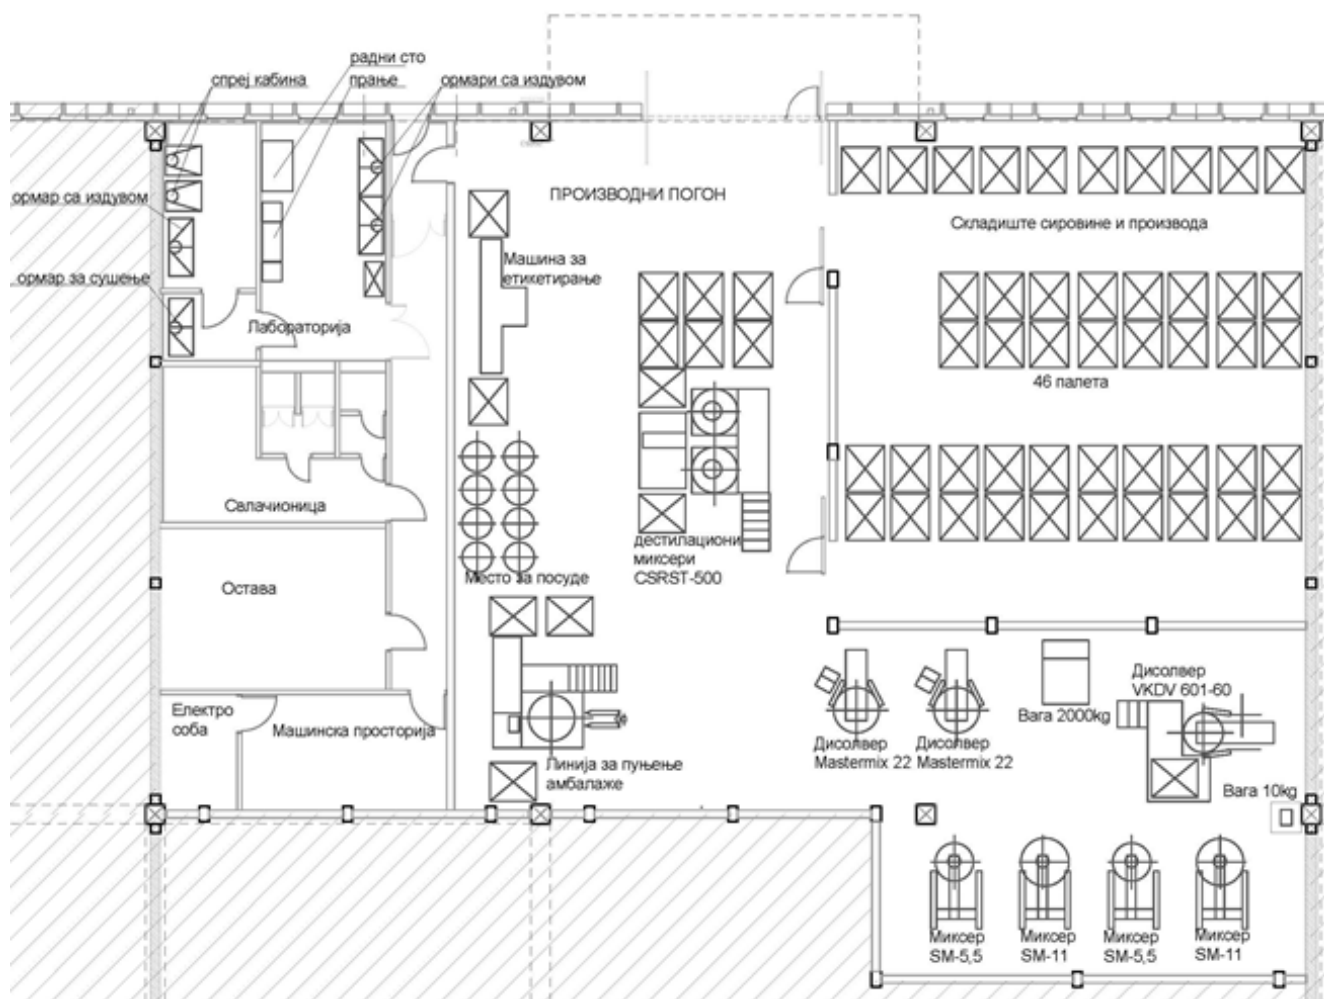 радни сто
спреј кабина
прање
ормари са издувом
ормар са издувом
ПРОИЗВОДНИ ПОГОН
Складиште сировине и производа
Машина за
етикетирање
ормар за сушење
Лабораторија
46 палета
Свлачионица
дестилациони
миксери
CSRST-500
Место за посуде
Остава
Електро
соба
Машинска просторија
Линија за пуњење
амбалаже
Дисолвер
Mastermix 22
Дисолвер
Mastermix 22
Вага 2000kg
Дисолвер
VKDV 601-60
Вага 10kg
Миксер
SM-5,5
Миксер
SM-11
Миксер
SM-5,5
Миксер
SM-11